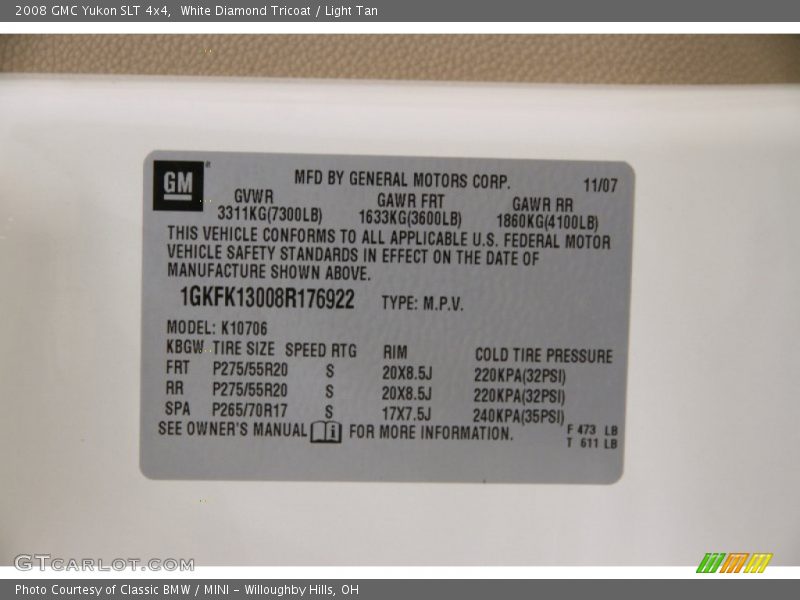 2008 GMC Yukon SLT 4x4,  White Diamond Tricoat / Light Tan
GM
MFD BY GENERAL MOTORS CORP.
11/07
GVWR GAWR FRT GAWR RR
3311KG(7300LB) 1633KG(3600LB) 1860KG(4100LB)
THIS VEHICLE CONFORMS TO ALL APPLICABLE U.S. FEDERAL MOTOR
VEHICLE SAFETY STANDARDS IN EFFECT ON THE DATE OF
MANUFACTURE SHOWN ABOVE.
1GKFK13008R176922 TYPE: M.P.V.
MODEL: K10706
KBGW TIRE SIZE SPEED RTG RIM COLD TIRE PRESSURE
FRT P275/55R20 S 20X8.5J 220KPA(32PSI)
RR P275/55R20 S 20X8.5J 220KPA(32PSI)
SPA P265/70R17 S 17X7.5J 240KPA(35PSI)
SEE OWNER'S MANUAL i FOR MORE INFORMATION.
F 473 LB
T 611 LB
GTCARLOT.COM
Photo Courtesy of Classic BMW / MINI - Willoughby Hills, OH